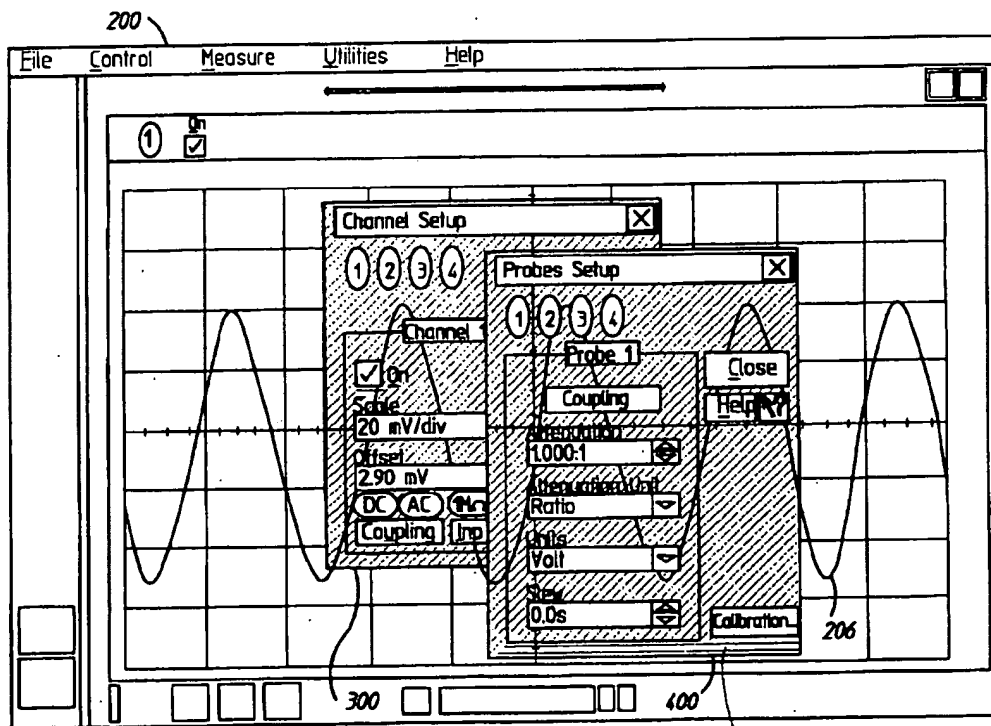 200
File Control Measure Utilities Help
1 On
Channel Setup
1 2 3 4
Channel 1
On
Scale
20 mV/div
Offset
2.90 mV
DC AC 1M
Coupling Inp
Probes Setup
1 2 3 4
Probe 1
Coupling
Attenuation
1.000:1
Attenuation Unit
Ratio
Units
Volt
Skew
0.0s
Close
Help
Calibration...
206
300
400